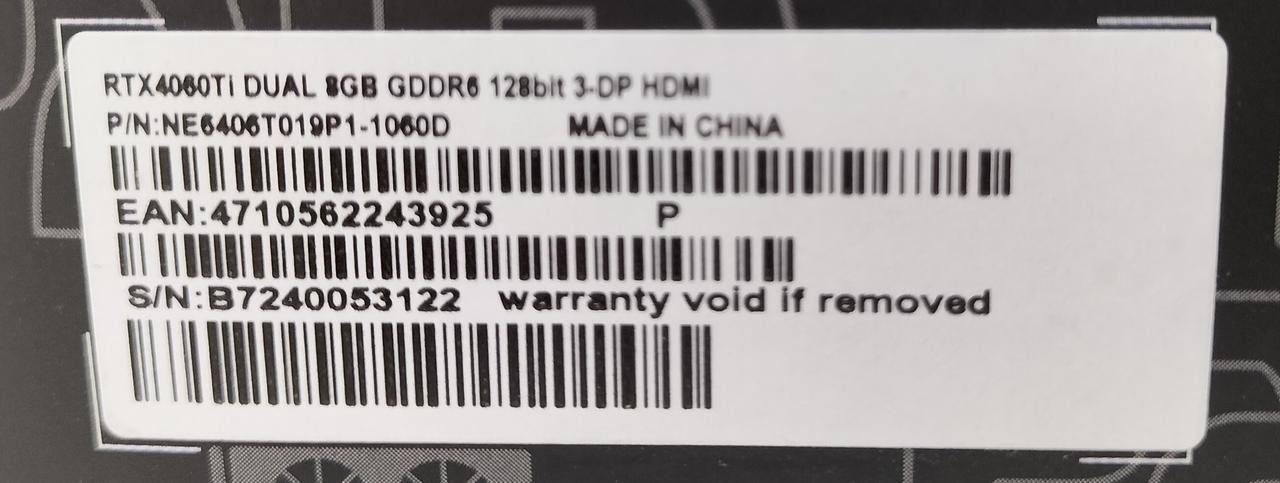 RTX4060Ti DUAL 8GB GDDR6 128bit 3-DP HDMI
P/N:NE6406T019P1-1060D MADE IN CHINA
EAN:4710562243925 P
S/N:B7240053122 warranty void if removed